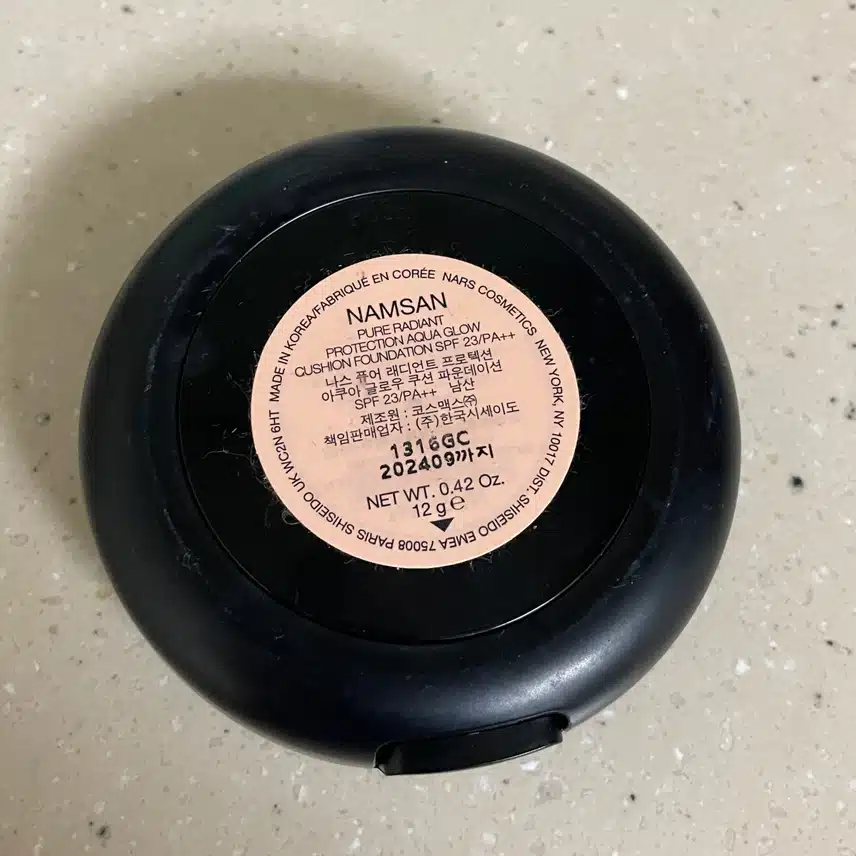 MADE IN KOREA/FABRIQUÉ EN CORÉE NARS COSMETICS NEW YORK, NY 10017 DIST. SHISEIDO EMEA 75008 PARIS SHISEIDO UK WC2N 6HT
NAMSAN
PURE RADIANT
PROTECTION AQUA GLOW
CUSHION FOUNDATION SPF 23/PA++
나스 퓨어 래디언트 프로텍션
아쿠아 글로우 쿠션 파운데이션
SPF 23/PA++ 남산
제조원 : 코스맥스㈜
책임판매업자 : (주)한국시세이도
1316GC
202409까지
NET WT. 0.42 Oz.
12 g ℮